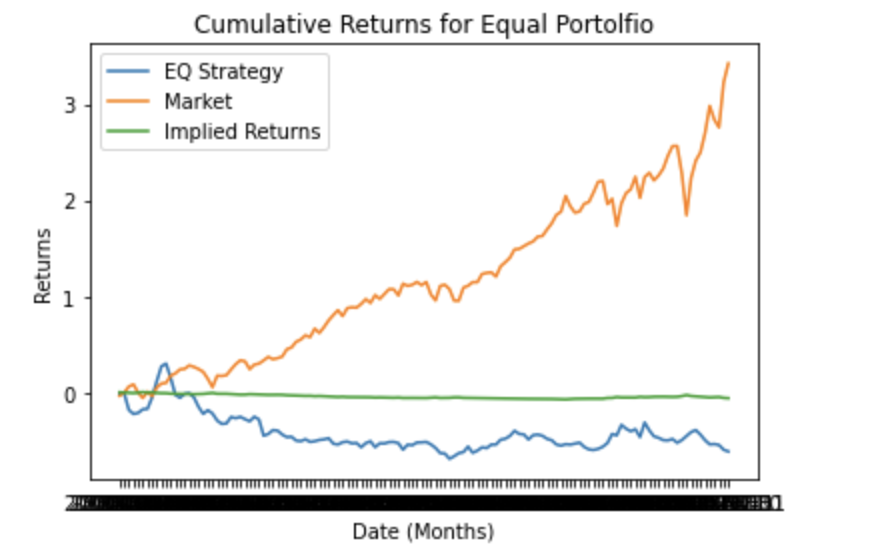 Cumulative Returns for Equal Portolfio
EQ Strategy
Market
Implied Returns
3
2
1
0
Returns
Date (Months)